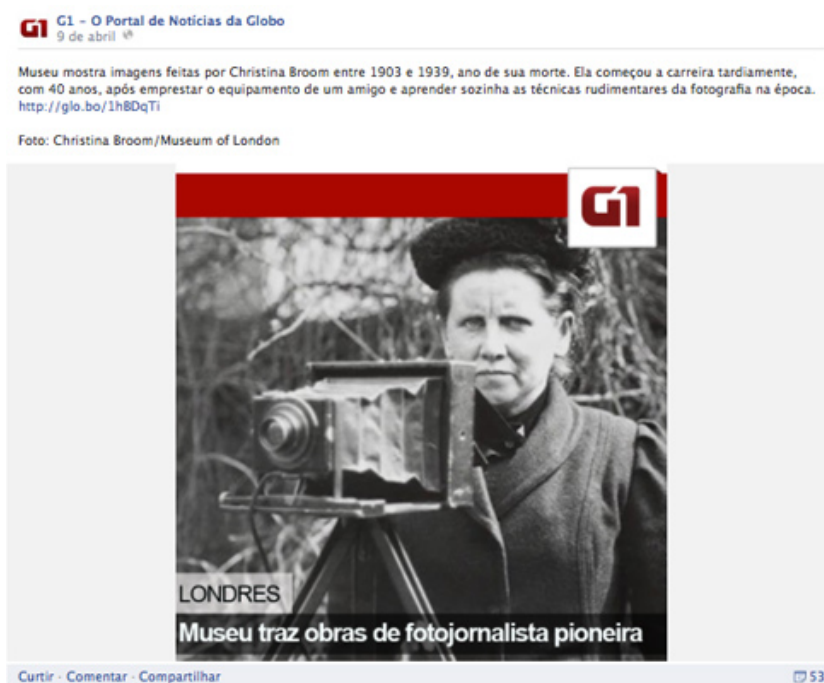 G1 G1 – O Portal de Notícias da Globo
9 de abril
Museu mostra imagens feitas por Christina Broom entre 1903 e 1939, ano de sua morte. Ela começou a carreira tardiamente,
com 40 anos, após emprestar o equipamento de um amigo e aprender sozinha as técnicas rudimentares da fotografia na época.
http://glo.bo/1hBDqTi
Foto: Christina Broom/Museum of London
G1
LONDRES
Museu traz obras de fotojornalista pioneira
Curtir · Comentar · Compartilhar 53